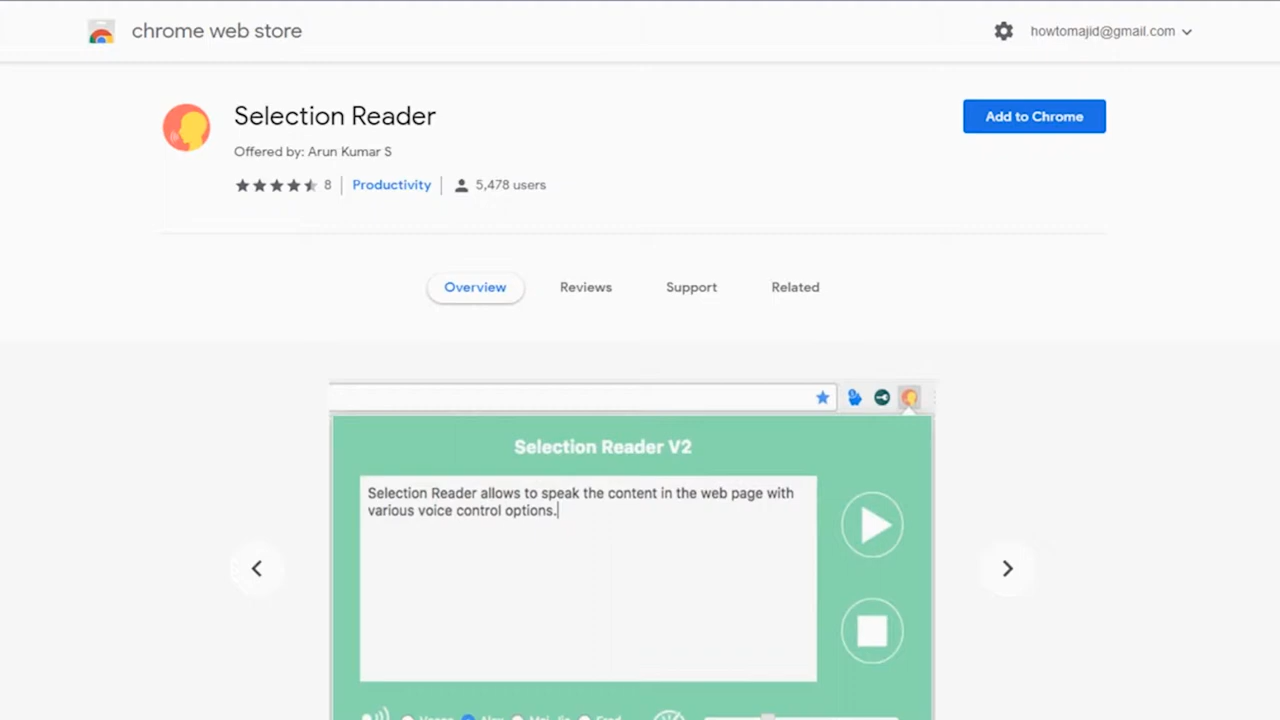 chrome web store
howtomajid@gmail.com
Selection Reader
Add to Chrome
Offered by: Arun Kumar S
8 Productivity 5,478 users
Overview Reviews Support Related
Selection Reader V2
Selection Reader allows to speak the content in the web page with
various voice control options.